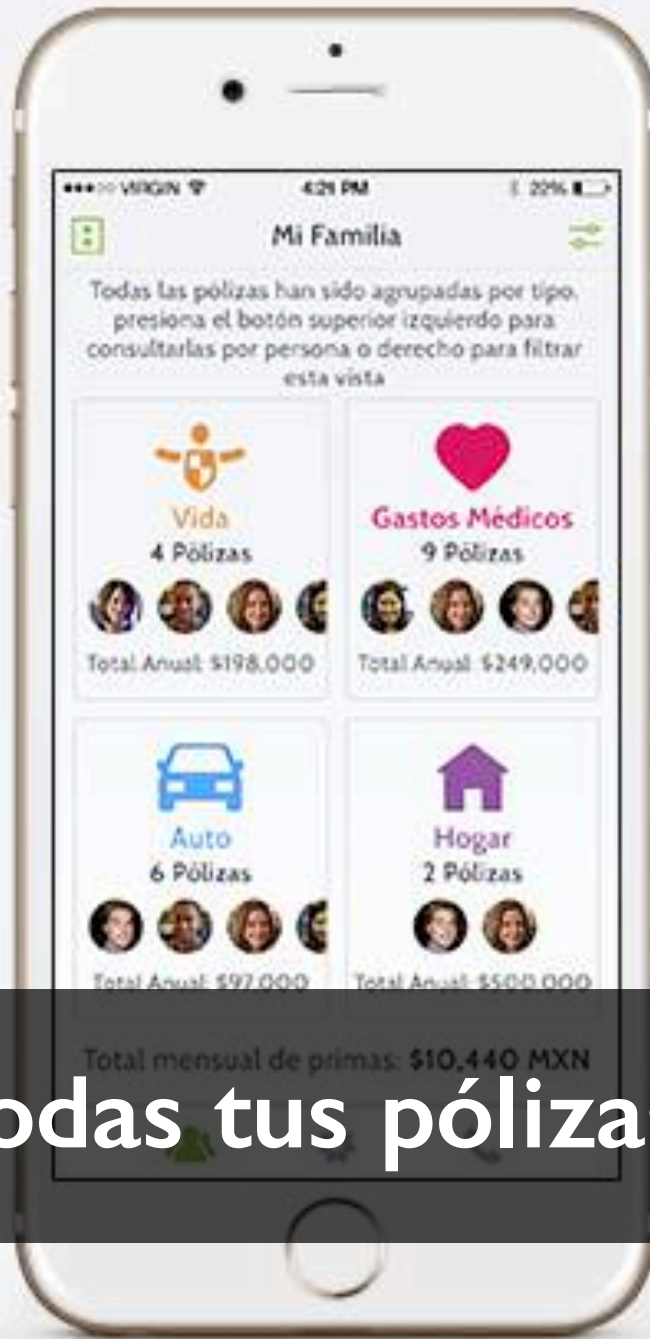 VIRGIN 4:21 PM 22%
Mi Familia
Todas las pólizas han sido agrupadas por tipo,
presiona el botón superior izquierdo para
consultarlas por persona o derecho para filtrar
esta vista
Vida
4 Pólizas
Total Anual: $198,000
Gastos Médicos
9 Pólizas
Total Anual: $249,000
Auto
6 Pólizas
Total Anual: $97,000
Hogar
2 Pólizas
Total Anual: $500,000
Total mensual de primas: $10,440 MXN
odas tus póliza